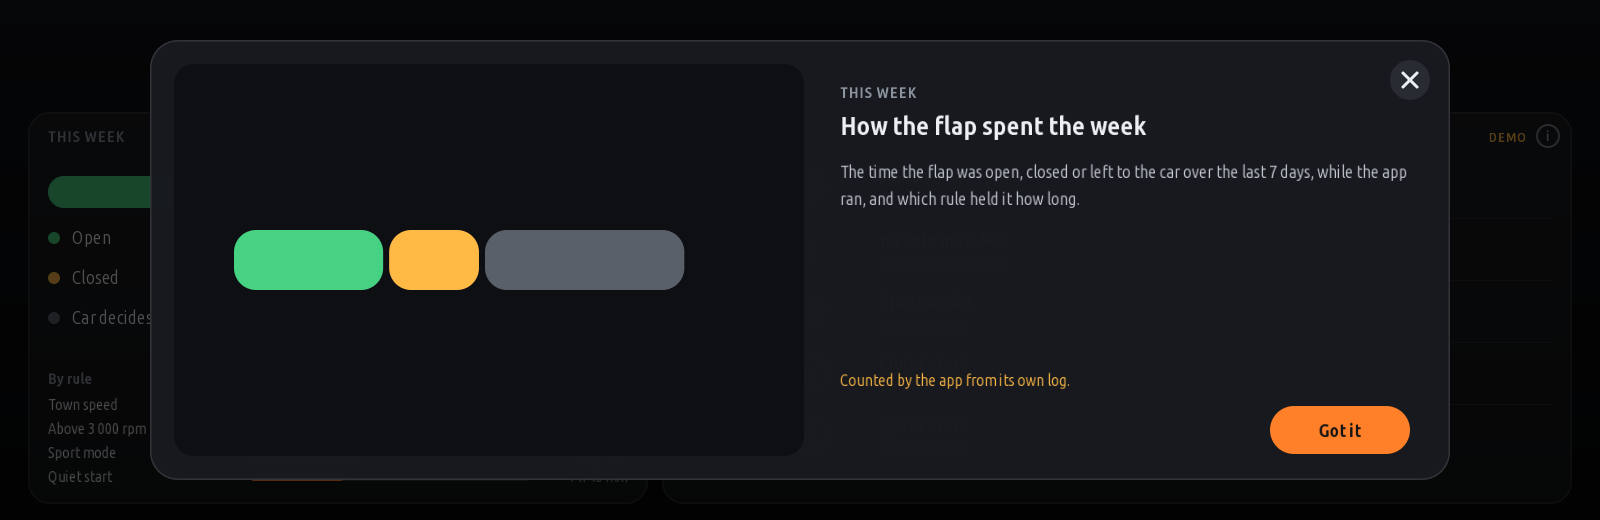 THIS WEEK
DEMO
i
Open
Closed
Car decides
By rule
Town speed
Above 3 000 rpm
Sport mode
Quiet start
THIS WEEK
How the flap spent the week
The time the flap was open, closed or left to the car over the last 7 days, while the app
ran, and which rule held it how long.
Counted by the app from its own log.
Got it